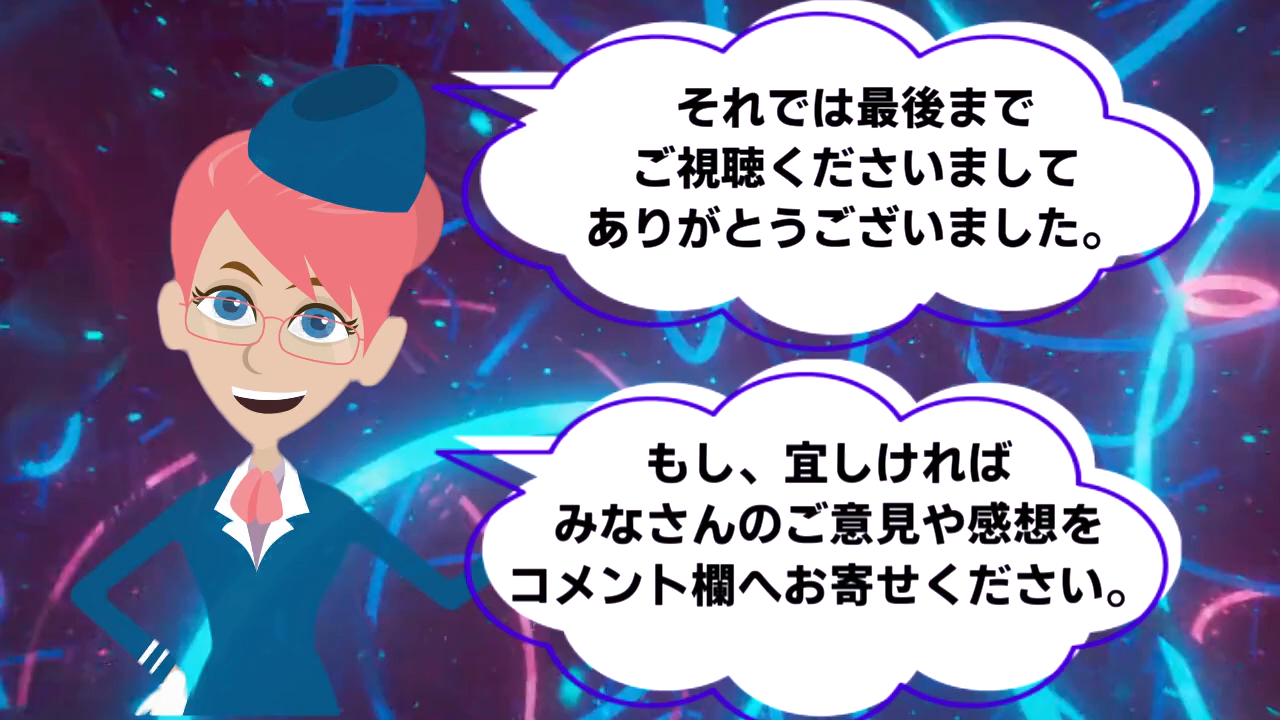 それでは最後まで
ご視聴くださいまして
ありがとうございました。
もし、宜しければ
みなさんのご意見や感想を
コメント欄へお寄せください。